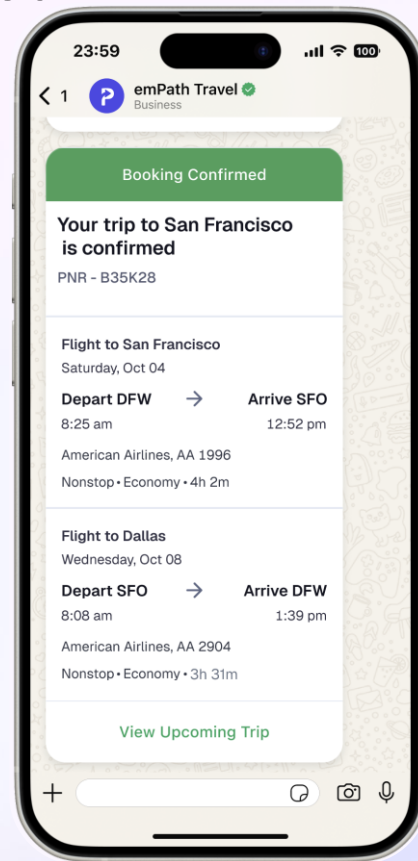 23:59
100
1
emPath Travel
Business
Booking Confirmed
Your trip to San Francisco
is confirmed
PNR - B35K28
Flight to San Francisco
Saturday, Oct 04
Depart DFW → Arrive SFO
8:25 am 12:52 pm
American Airlines, AA 1996
Nonstop • Economy • 4h 2m
Flight to Dallas
Wednesday, Oct 08
Depart SFO → Arrive DFW
8:08 am 1:39 pm
American Airlines, AA 2904
Nonstop • Economy • 3h 31m
View Upcoming Trip